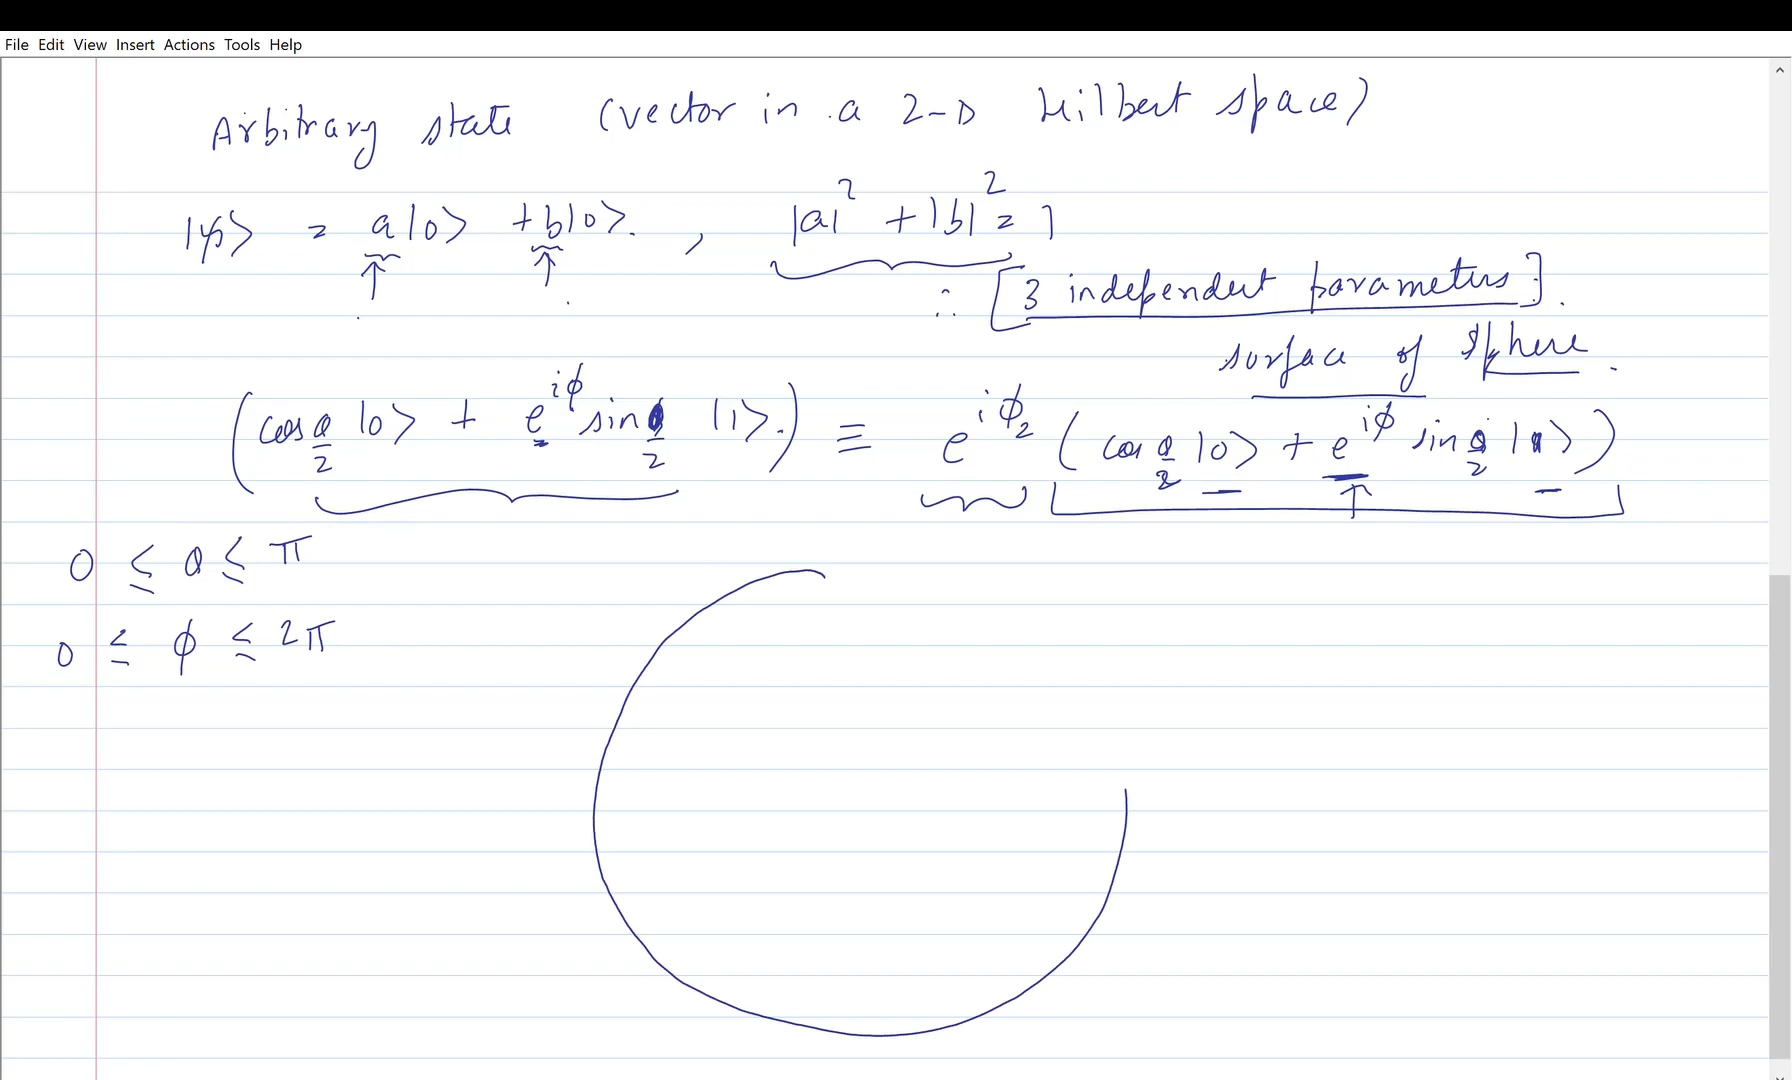 File Edit View Insert Actions Tools Help
Arbitrary state (vector in a 2-D Hilbert space)
|ψ> = a|0> + b|0>. , |a|² + |b|² = 1
∴ [3 independent parameters].
surface of sphere.
(cos θ/2 |0> + e^{iϕ} sin θ/2 |1>.) ≡ e^{iϕ₂} (cos θ/2 |0> + e^{iϕ} sin θ/2 |1>)
0 ≤ θ ≤ π
0 ≤ ϕ ≤ 2π